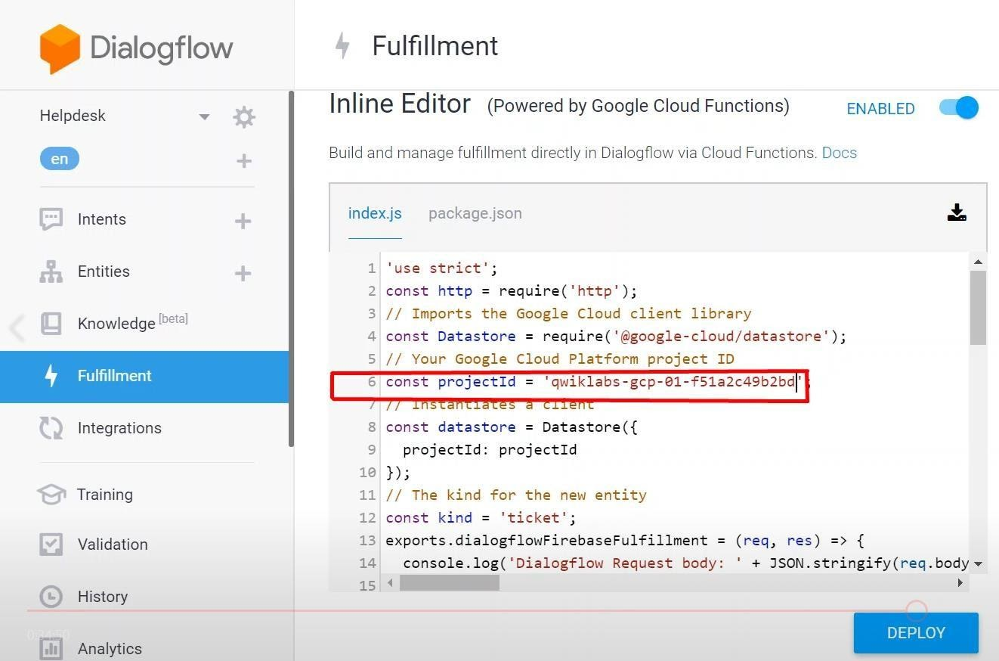 Dialogflow
Fulfillment
Helpdesk
en
Intents
Entities
Knowledge [beta]
Fulfillment
Integrations
Training
Validation
History
0:34:50
Analytics
Inline Editor (Powered by Google Cloud Functions) ENABLED
Build and manage fulfillment directly in Dialogflow via Cloud Functions. Docs
index.js package.json
1 'use strict';
2 const http = require('http');
3 // Imports the Google Cloud client library
4 const Datastore = require('@google-cloud/datastore');
5 // Your Google Cloud Platform project ID
6 const projectId = 'qwiklabs-gcp-01-f51a2c49b2bd';
7 // Instantiates a client
8 const datastore = Datastore({
9 projectId: projectId
10 });
11 // The kind for the new entity
12 const kind = 'ticket';
13 exports.dialogflowFirebaseFulfillment = (req, res) => {
14 console.log('Dialogflow Request body: ' + JSON.stringify(req.body
15
DEPLOY